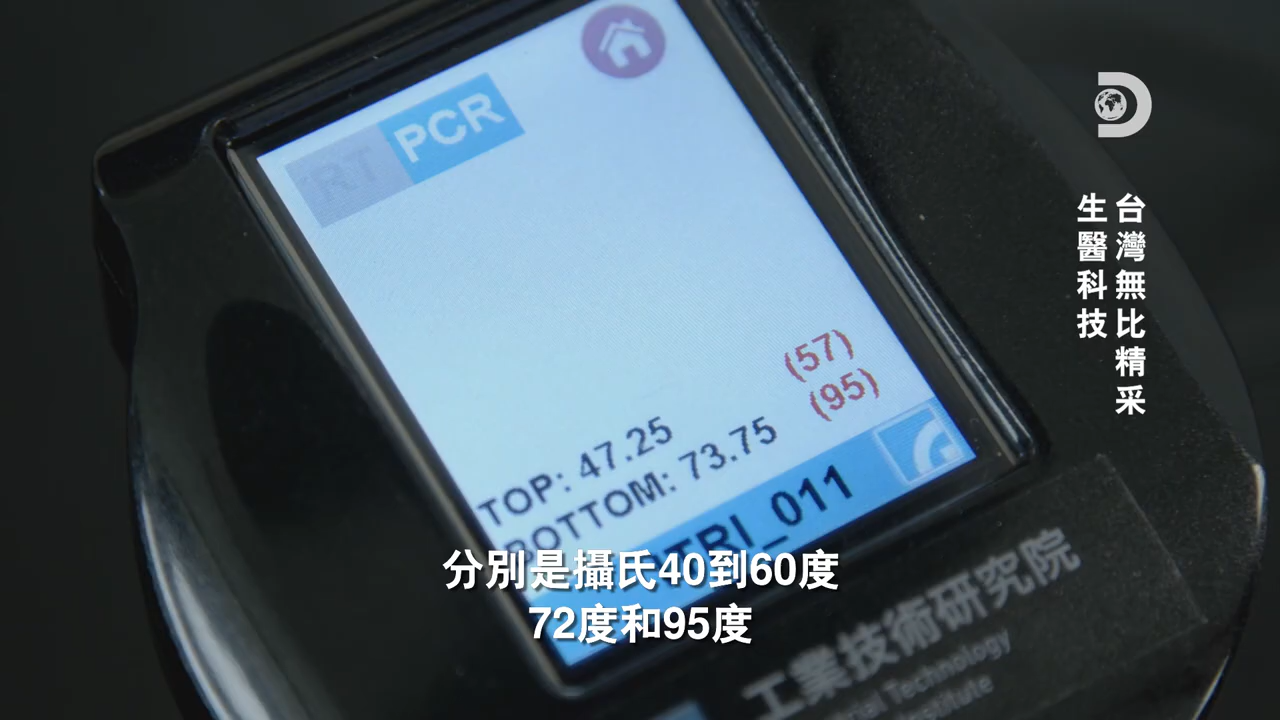 RT PCR
(57)
(95)
TOP: 47.25
BOTTOM: 73.75
ITRI_011
台灣無比精采
生醫科技
分別是攝氏40到60度
72度和95度
工業技術研究院
Technology